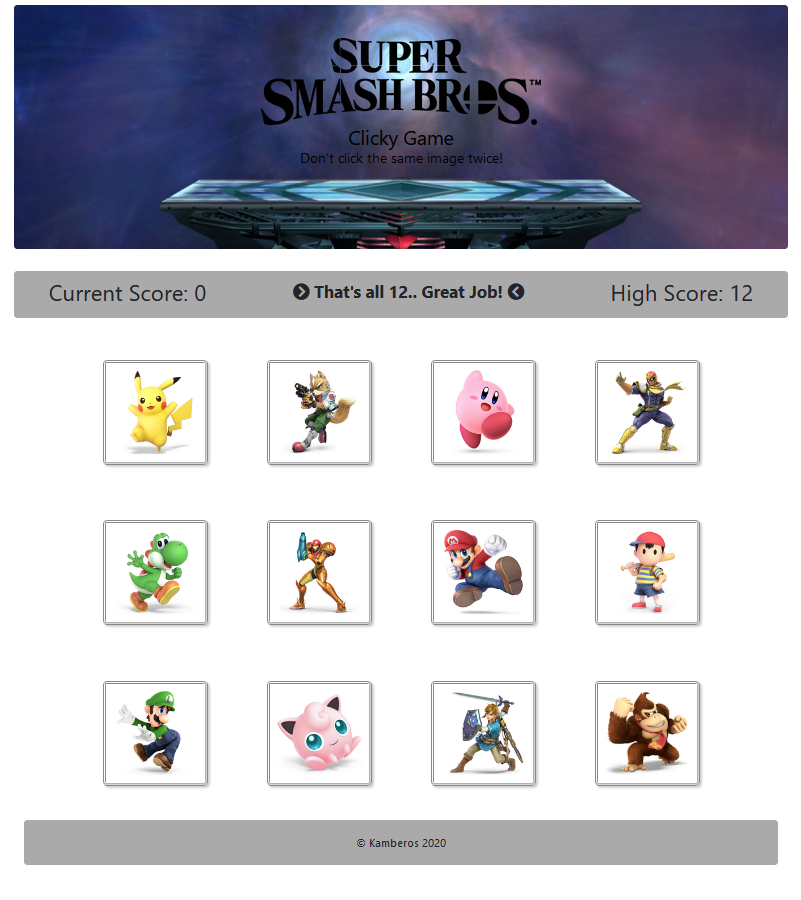 SUPER
SMASH BROS.™
Clicky Game
Don't click the same image twice!
Current Score: 0
That's all 12.. Great Job!
High Score: 12
M
© Kamberos 2020